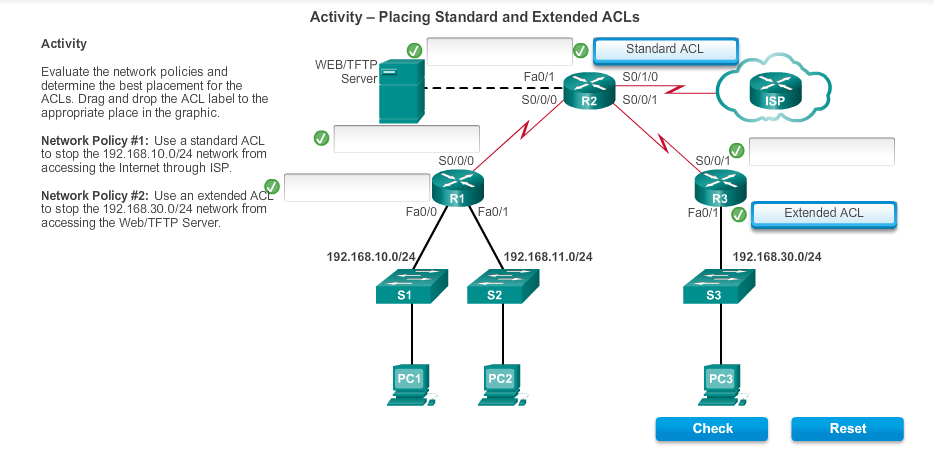 Activity – Placing Standard and Extended ACLs
Activity
Evaluate the network policies and
determine the best placement for the
ACLs. Drag and drop the ACL label to the
appropriate place in the graphic.
Network Policy #1: Use a standard ACL
to stop the 192.168.10.0/24 network from
accessing the Internet through ISP.
Network Policy #2: Use an extended ACL
to stop the 192.168.30.0/24 network from
accessing the Web/TFTP Server.
Standard ACL
WEB/TFTP
Server
Fa0/1
S0/1/0
S0/0/0
R2
S0/0/1
ISP
S0/0/0
S0/0/1
R1
R3
Fa0/0
Fa0/1
Fa0/1
Extended ACL
192.168.10.0/24
192.168.11.0/24
192.168.30.0/24
S1
S2
S3
PC1
PC2
PC3
Check
Reset